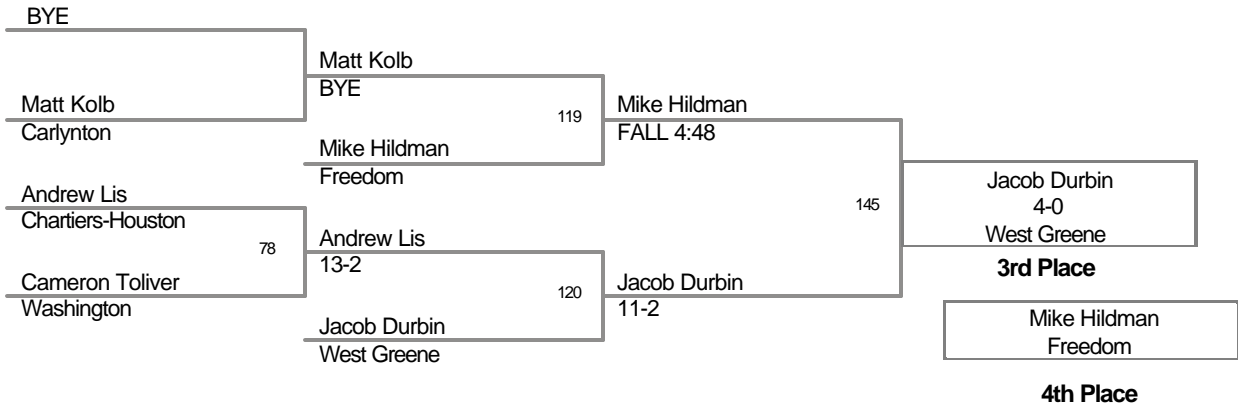 BYE
Matt Kolb
BYE
Matt Kolb
Carlynton
119
Mike Hildman
FALL 4:48
Mike Hildman
Freedom
Andrew Lis
Chartiers-Houston
78
Andrew Lis
13-2
Cameron Toliver
Washington
120
Jacob Durbin
11-2
Jacob Durbin
West Greene
145
Jacob Durbin
4-0
West Greene
3rd Place
Mike Hildman
Freedom
4th Place